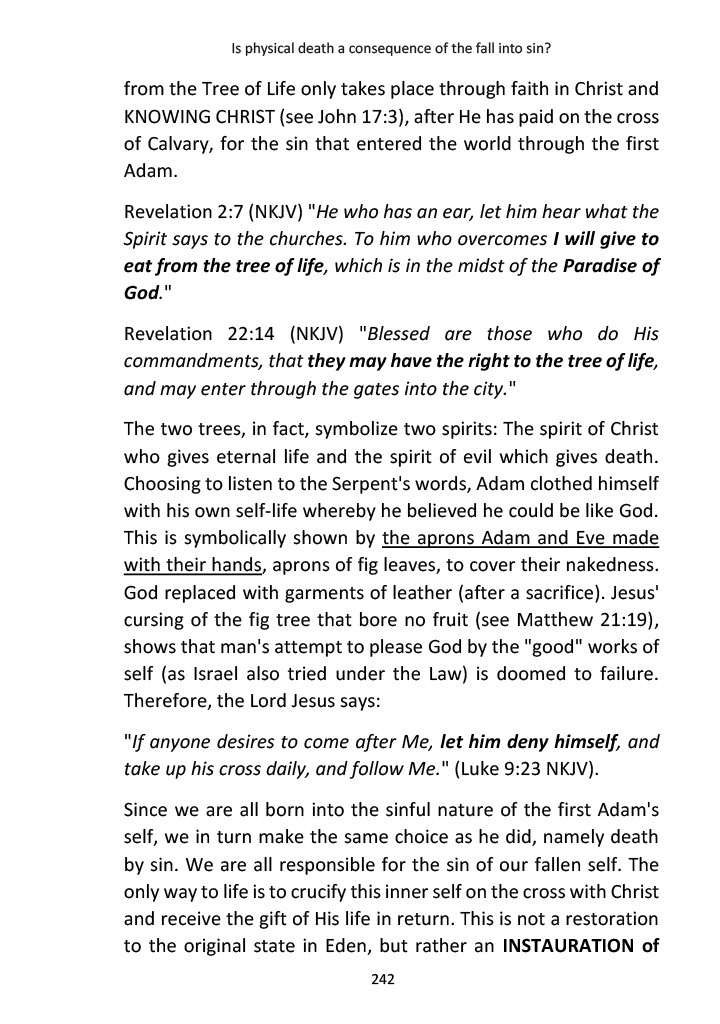 Is physical death a consequence of the fall into sin?
from the Tree of Life only takes place through faith in Christ and
KNOWING CHRIST (see John 17:3), after He has paid on the cross
of Calvary, for the sin that entered the world through the first
Adam.
Revelation 2:7 (NKJV) "He who has an ear, let him hear what the
Spirit says to the churches. To him who overcomes I will give to
eat from the tree of life, which is in the midst of the Paradise of
God."
Revelation 22:14 (NKJV) "Blessed are those who do His
commandments, that they may have the right to the tree of life,
and may enter through the gates into the city."
The two trees, in fact, symbolize two spirits: The spirit of Christ
who gives eternal life and the spirit of evil which gives death.
Choosing to listen to the Serpent's words, Adam clothed himself
with his own self-life whereby he believed he could be like God.
This is symbolically shown by the aprons Adam and Eve made
with their hands, aprons of fig leaves, to cover their nakedness.
God replaced with garments of leather (after a sacrifice). Jesus'
cursing of the fig tree that bore no fruit (see Matthew 21:19),
shows that man's attempt to please God by the "good" works of
self (as Israel also tried under the Law) is doomed to failure.
Therefore, the Lord Jesus says:
"If anyone desires to come after Me, let him deny himself, and
take up his cross daily, and follow Me." (Luke 9:23 NKJV).
Since we are all born into the sinful nature of the first Adam's
self, we in turn make the same choice as he did, namely death
by sin. We are all responsible for the sin of our fallen self. The
only way to life is to crucify this inner self on the cross with Christ
and receive the gift of His life in return. This is not a restoration
to the original state in Eden, but rather an INSTAURATION of
242